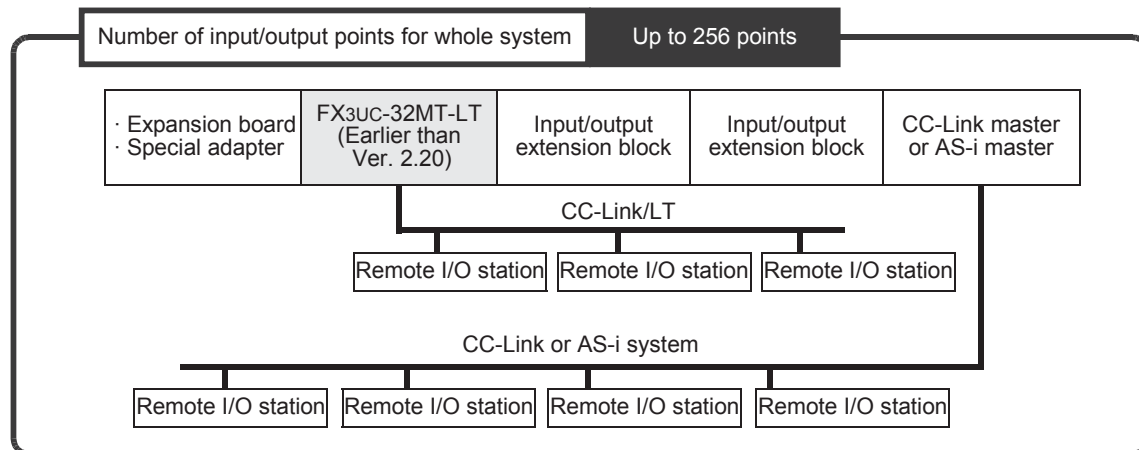 Number of input/output points for whole system
Up to 256 points
· Expansion board
· Special adapter
FX3UC-32MT-LT
(Earlier than
Ver. 2.20)
Input/output
extension block
Input/output
extension block
CC-Link master
or AS-i master
CC-Link/LT
Remote I/O station
Remote I/O station
Remote I/O station
CC-Link or AS-i system
Remote I/O station
Remote I/O station
Remote I/O station
Remote I/O station